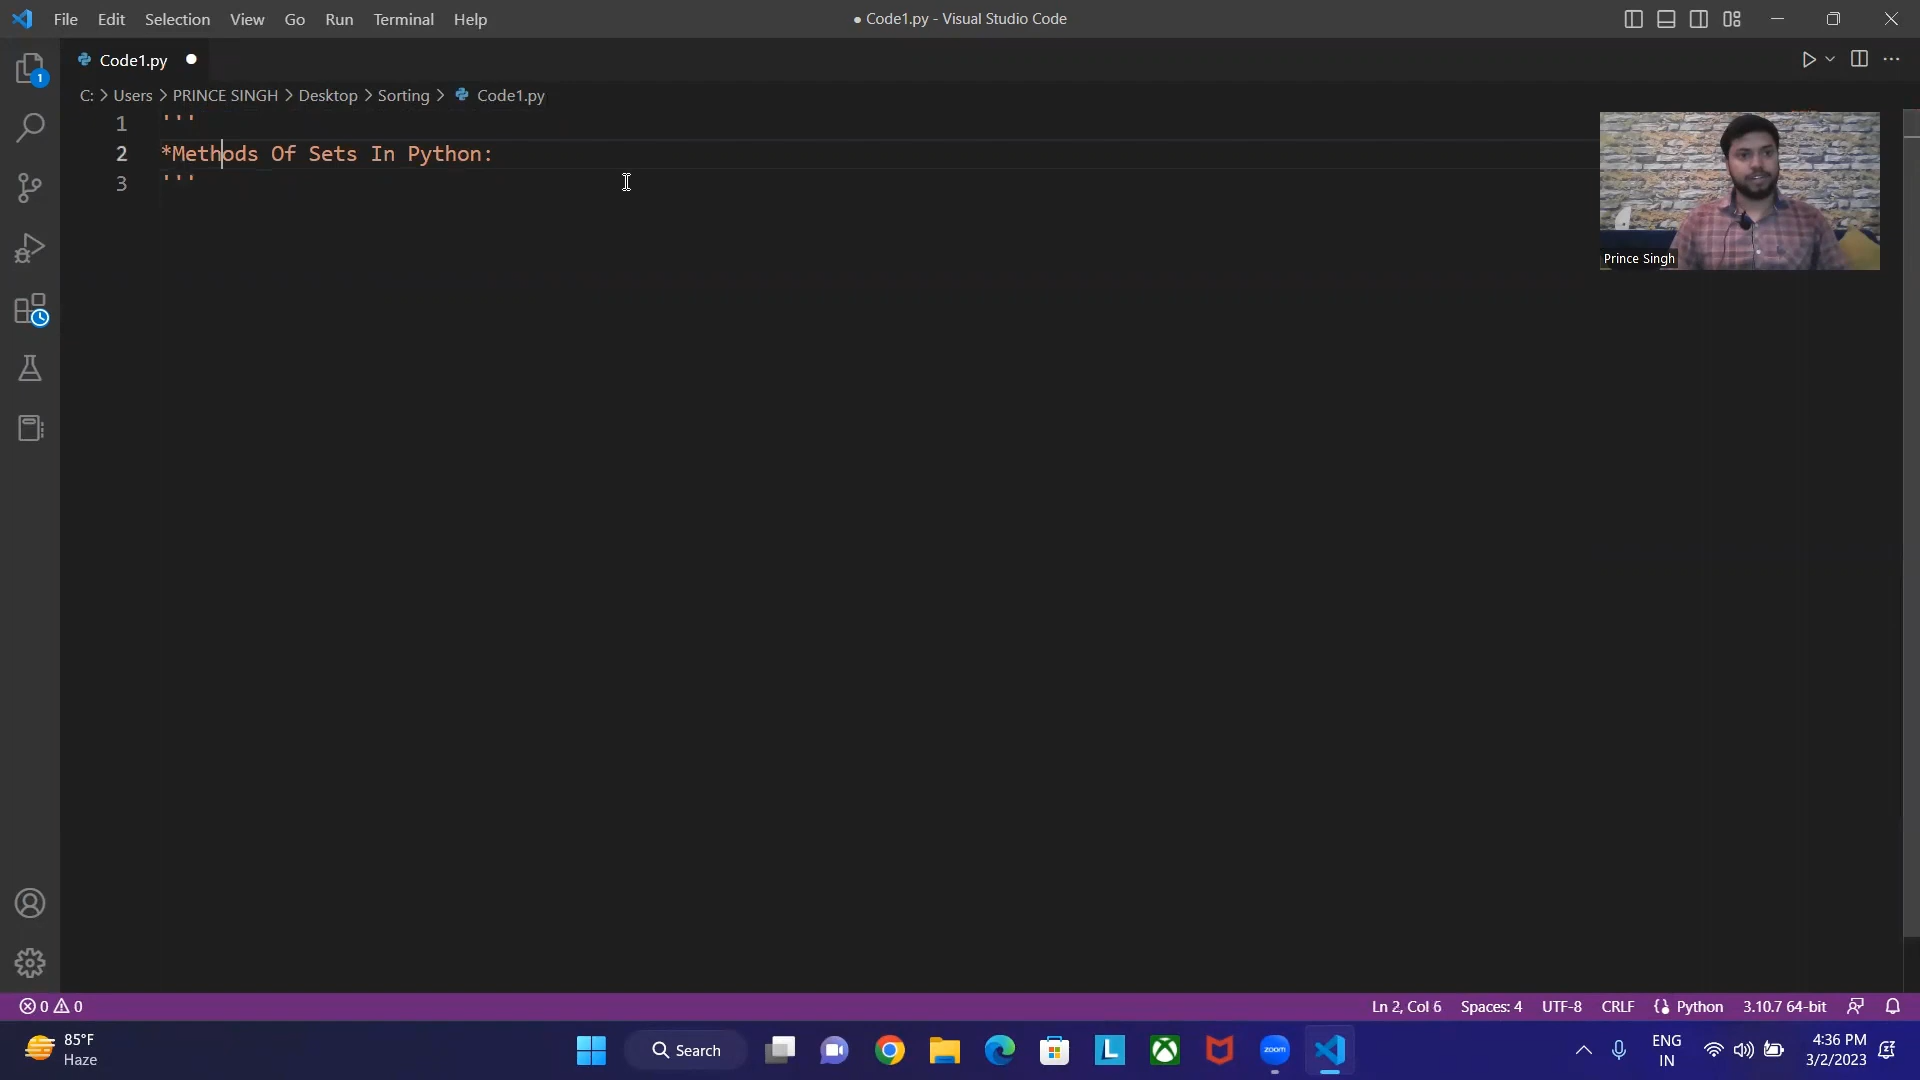 File Edit Selection View Go Run Terminal Help
● Code1.py - Visual Studio Code
1
Code1.py ●
C: > Users > PRINCE SINGH > Desktop > Sorting > Code1.py
1 '''
2 *Methods Of Sets In Python:
3 '''
Prince Singh
0 0
Ln 2, Col 6 Spaces: 4 UTF-8 CRLF Python 3.10.7 64-bit
85°F
Haze
Search
zoom
ENG
IN
4:36 PM
3/2/2023